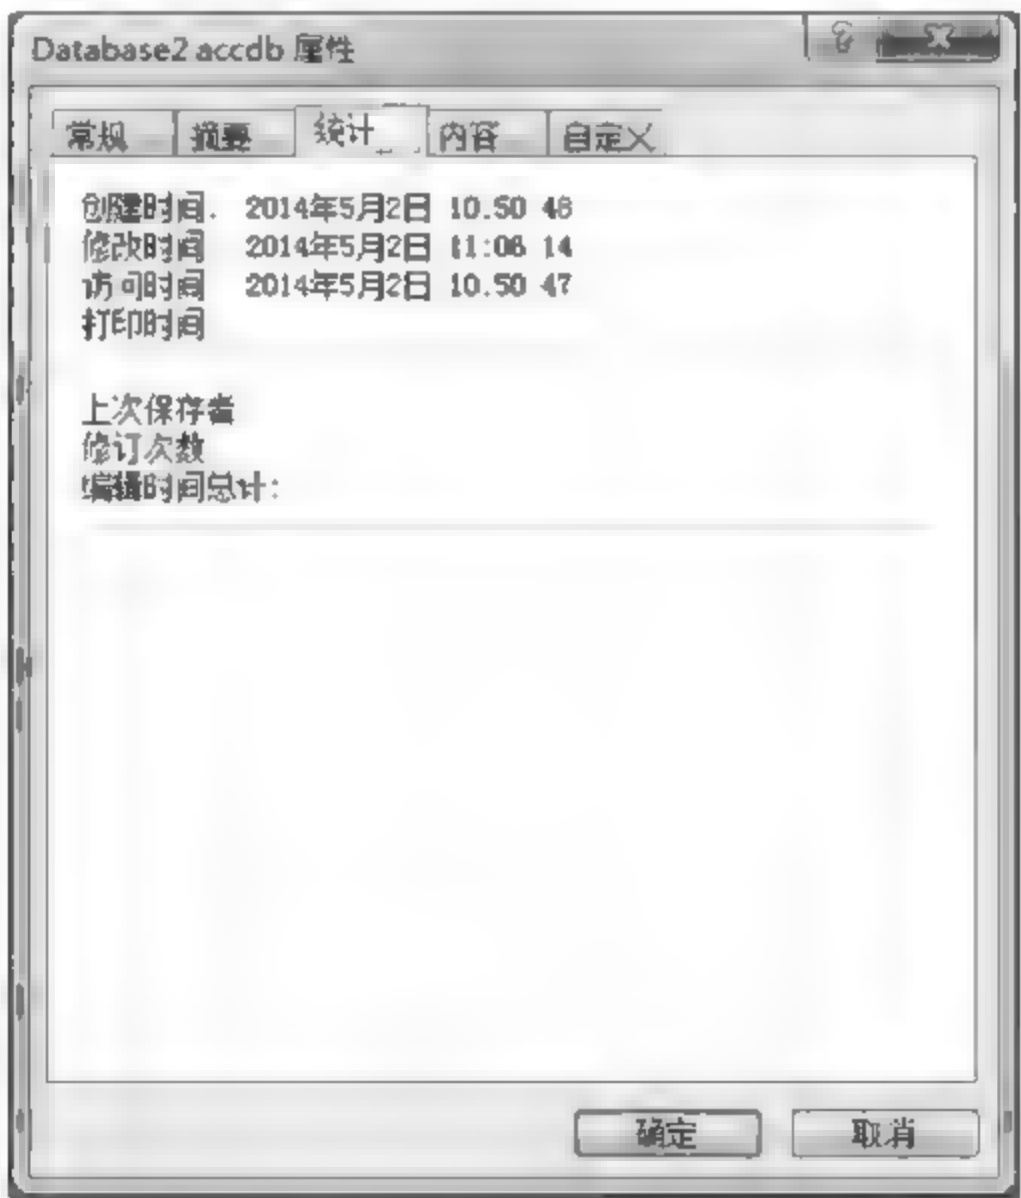 Database2.accdb 属性
常规 摘要 统计 内容 自定义
创建时间: 2014年5月2日 10:50:46
修改时间: 2014年5月2日 11:06:14
访问时间: 2014年5月2日 10:50:47
打印时间:
上次保存者:
修订次数:
编辑时间总计:
确定 取消